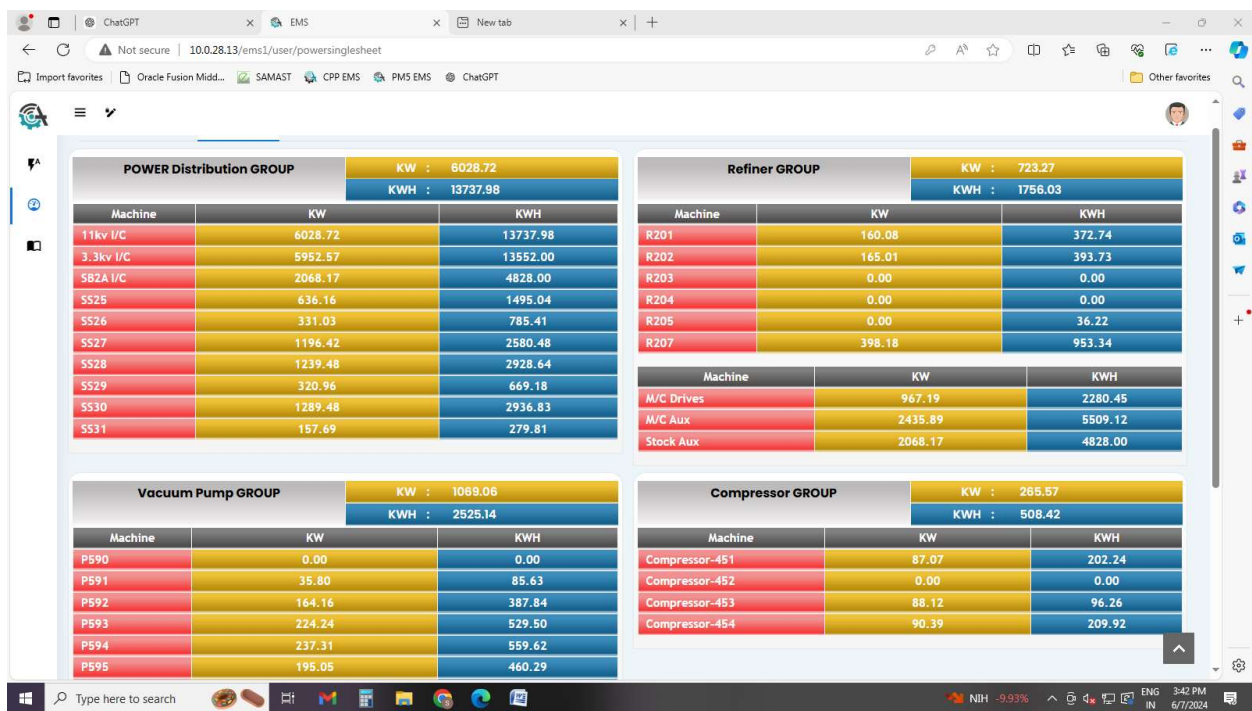 ChatGPT EMS New tab
Not secure 10.0.28.13/ems1/user/powersinglesheet
Import favorites Oracle Fusion Midd... SAMAST CPP EMS PM5 EMS ChatGPT Other favorites
POWER Distribution GROUP KW : 6028.72
KWH : 13737.98
Machine KW KWH
11kv I/C 6028.72 13737.98
3.3kv I/C 5952.57 13552.00
SB2A I/C 2068.17 4828.00
SS25 636.16 1495.04
SS26 331.03 785.41
SS27 1196.42 2580.48
SS28 1239.48 2928.64
SS29 320.96 669.18
SS30 1289.48 2936.83
SS31 157.69 279.81
Refiner GROUP KW : 723.27
KWH : 1756.03
Machine KW KWH
R201 160.08 372.74
R202 165.01 393.73
R203 0.00 0.00
R204 0.00 0.00
R205 0.00 36.22
R207 398.18 953.34
Machine KW KWH
M/C Drives 967.19 2280.45
M/C Aux 2435.89 5509.12
Stock Aux 2068.17 4828.00
Vacuum Pump GROUP KW : 1069.06
KWH : 2525.14
Machine KW KWH
P590 0.00 0.00
P591 35.80 85.63
P592 164.16 387.84
P593 224.24 529.50
P594 237.31 559.62
P595 195.05 460.29
Compressor GROUP KW : 265.57
KWH : 508.42
Machine KW KWH
Compressor-451 87.07 202.24
Compressor-452 0.00 0.00
Compressor-453 88.12 96.26
Compressor-454 90.39 209.92
Type here to search NIH -9.93% ENG 3:42 PM
IN 6/7/2024